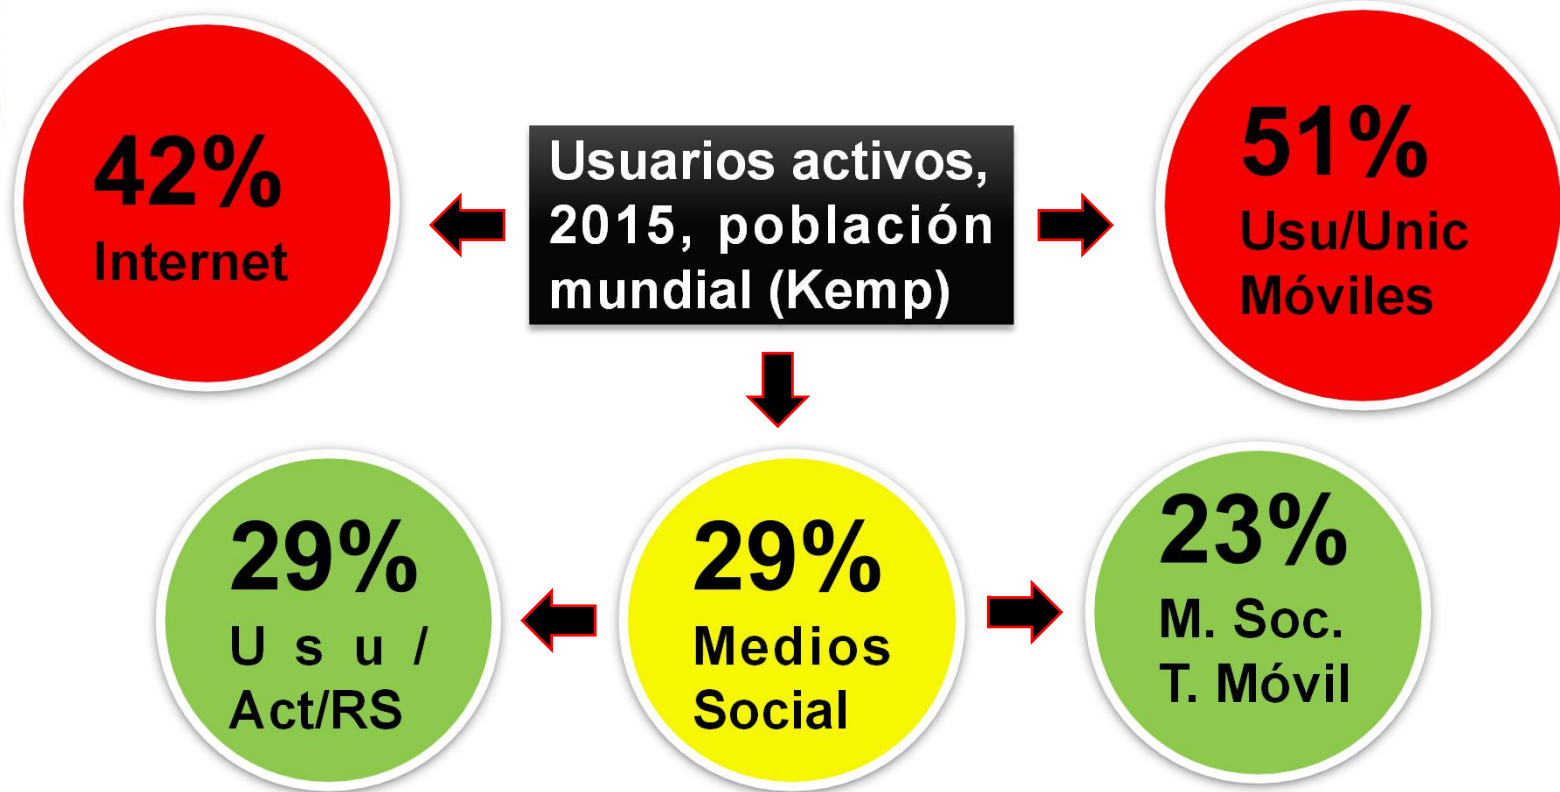 42%
Internet
Usuarios activos,
2015, población
mundial (Kemp)
51%
Usu/Unic
Móviles
29%
U s u /
Act/RS
29%
Medios
Social
23%
M. Soc.
T. Móvil